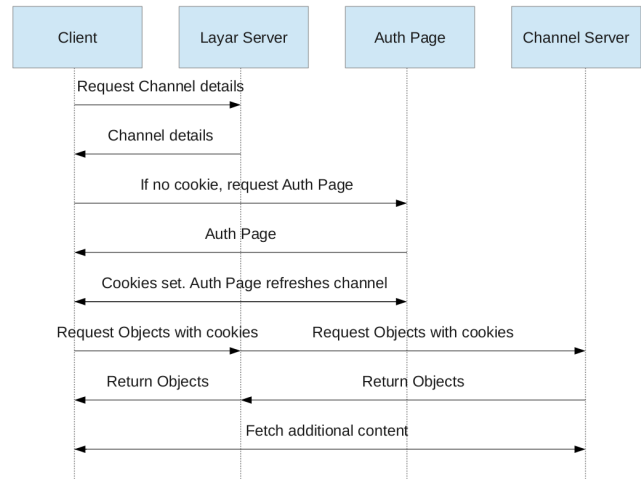 Client
Layar Server
Auth Page
Channel Server
Request Channel details
Channel details
If no cookie, request Auth Page
Auth Page
Cookies set. Auth Page refreshes channel
Request Objects with cookies
Request Objects with cookies
Return Objects
Return Objects
Fetch additional content